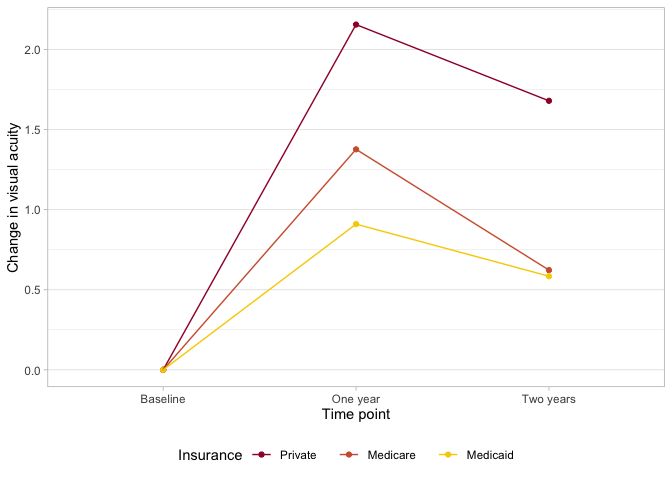 2.0
1.5
1.0
0.5
0.0
Change in visual acuity
Baseline One year Two years
Time point
Insurance Private Medicare Medicaid